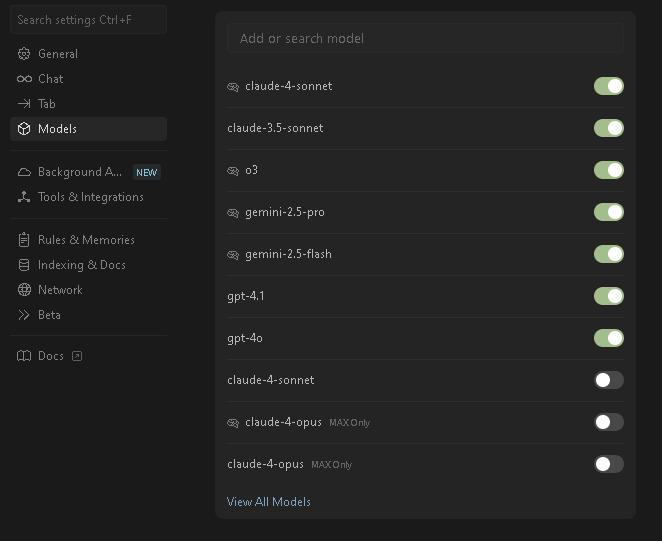 Search settings Ctrl+F
General
Chat
Tab
Models
Background A... NEW
Tools & Integrations
Rules & Memories
Indexing & Docs
Network
Beta
Docs
Add or search model
claude-4-sonnet
claude-3.5-sonnet
o3
gemini-2.5-pro
gemini-2.5-flash
gpt-4.1
gpt-4o
claude-4-sonnet
claude-4-opus MAX Only
claude-4-opus MAX Only
View All Models